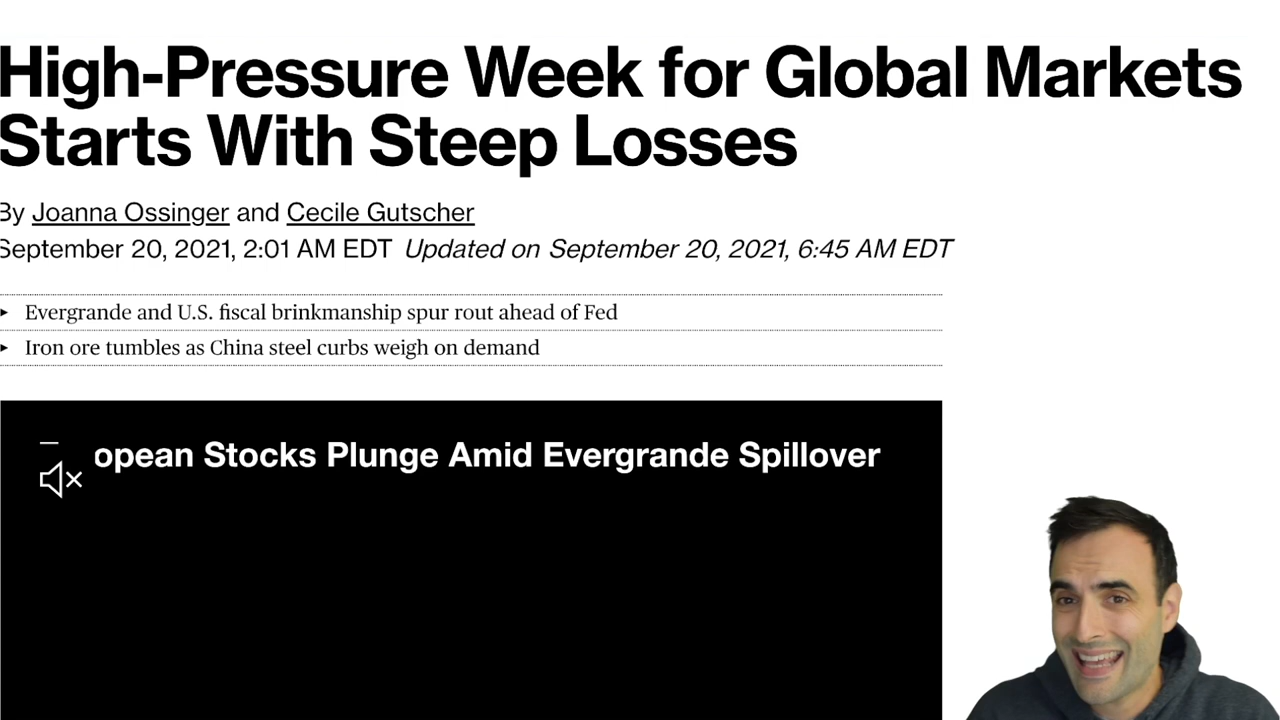 High-Pressure Week for Global Markets
Starts With Steep Losses
By Joanna Ossinger and Cecile Gutscher
September 20, 2021, 2:01 AM EDT Updated on September 20, 2021, 6:45 AM EDT
Evergrande and U.S. fiscal brinkmanship spur rout ahead of Fed
Iron ore tumbles as China steel curbs weigh on demand
opean Stocks Plunge Amid Evergrande Spillover